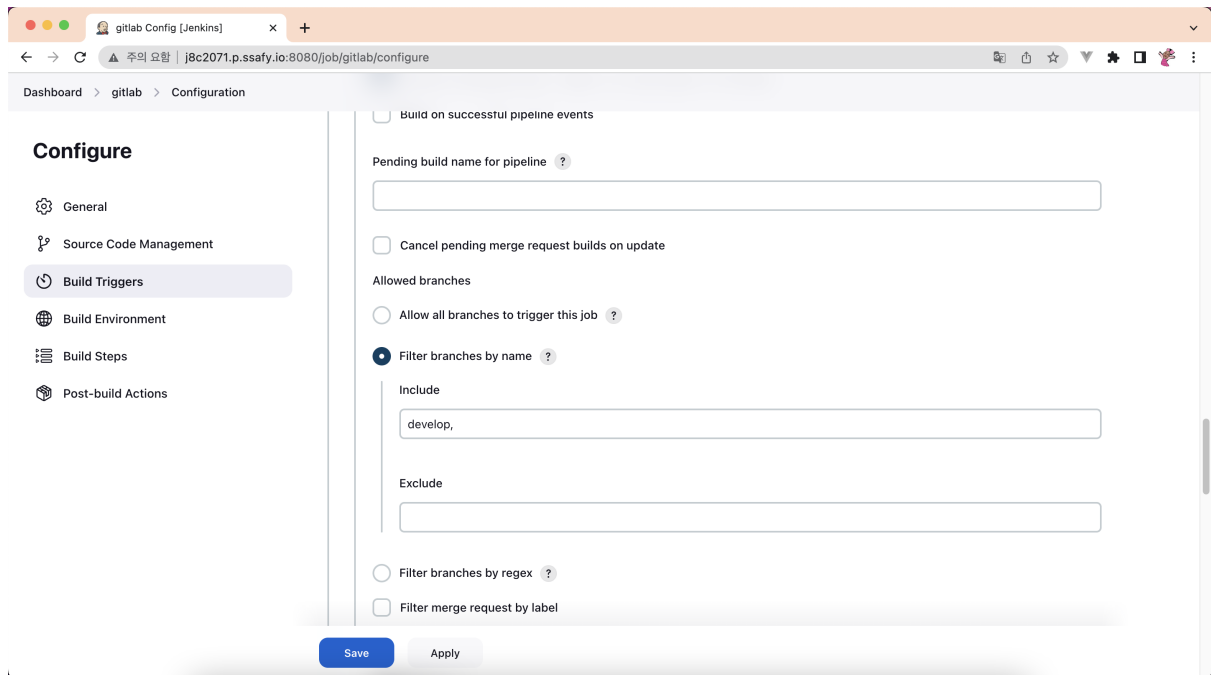 gitlab Config [Jenkins]
주의 요함 j8c2071.p.ssafy.io:8080/job/gitlab/configure
Dashboard > gitlab > Configuration
Configure
General
Source Code Management
Build Triggers
Build Environment
Build Steps
Post-build Actions
Build on successful pipeline events
Pending build name for pipeline ?
Cancel pending merge request builds on update
Allowed branches
Allow all branches to trigger this job ?
Filter branches by name ?
Include
develop,
Exclude
Filter branches by regex ?
Filter merge request by label
Save Apply